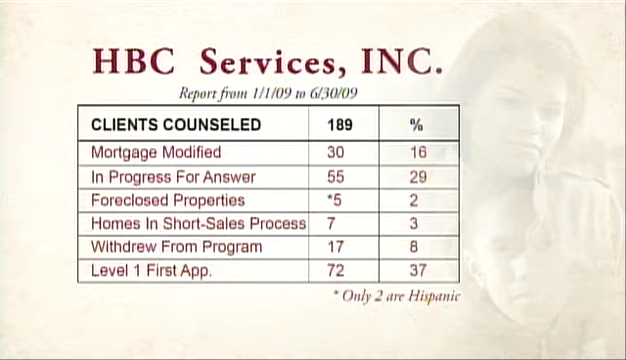 HBC Services, INC.
Report from 1/1/09 to 6/30/09
CLIENTS COUNSELED 189 %
Mortgage Modified 30 16
In Progress For Answer 55 29
Foreclosed Properties *5 2
Homes In Short-Sales Process 7 3
Withdrew From Program 17 8
Level 1 First App. 72 37
* Only 2 are Hispanic